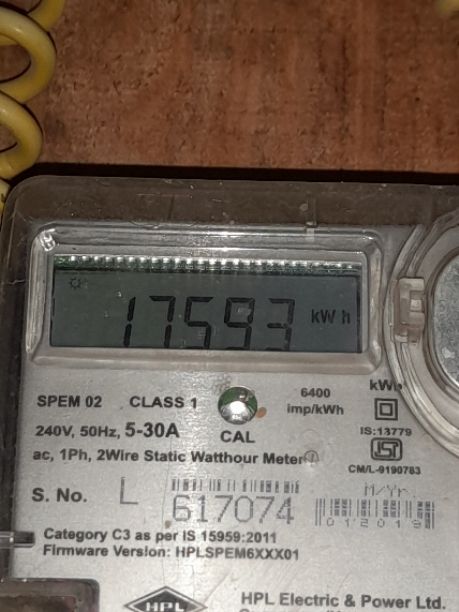 17593 kWh
SPEM 02 CLASS 1 6400 imp/kWh kWh
240V, 50Hz, 5-30A CAL IS:13779
ac, 1Ph, 2Wire Static Watthour Meter CM/L-9190783
S. No. L 617074 M/Yr.
012019
Category C3 as per IS 15959:2011
Firmware Version: HPLSPEM6XXX01
HPL HPL Electric & Power Ltd.